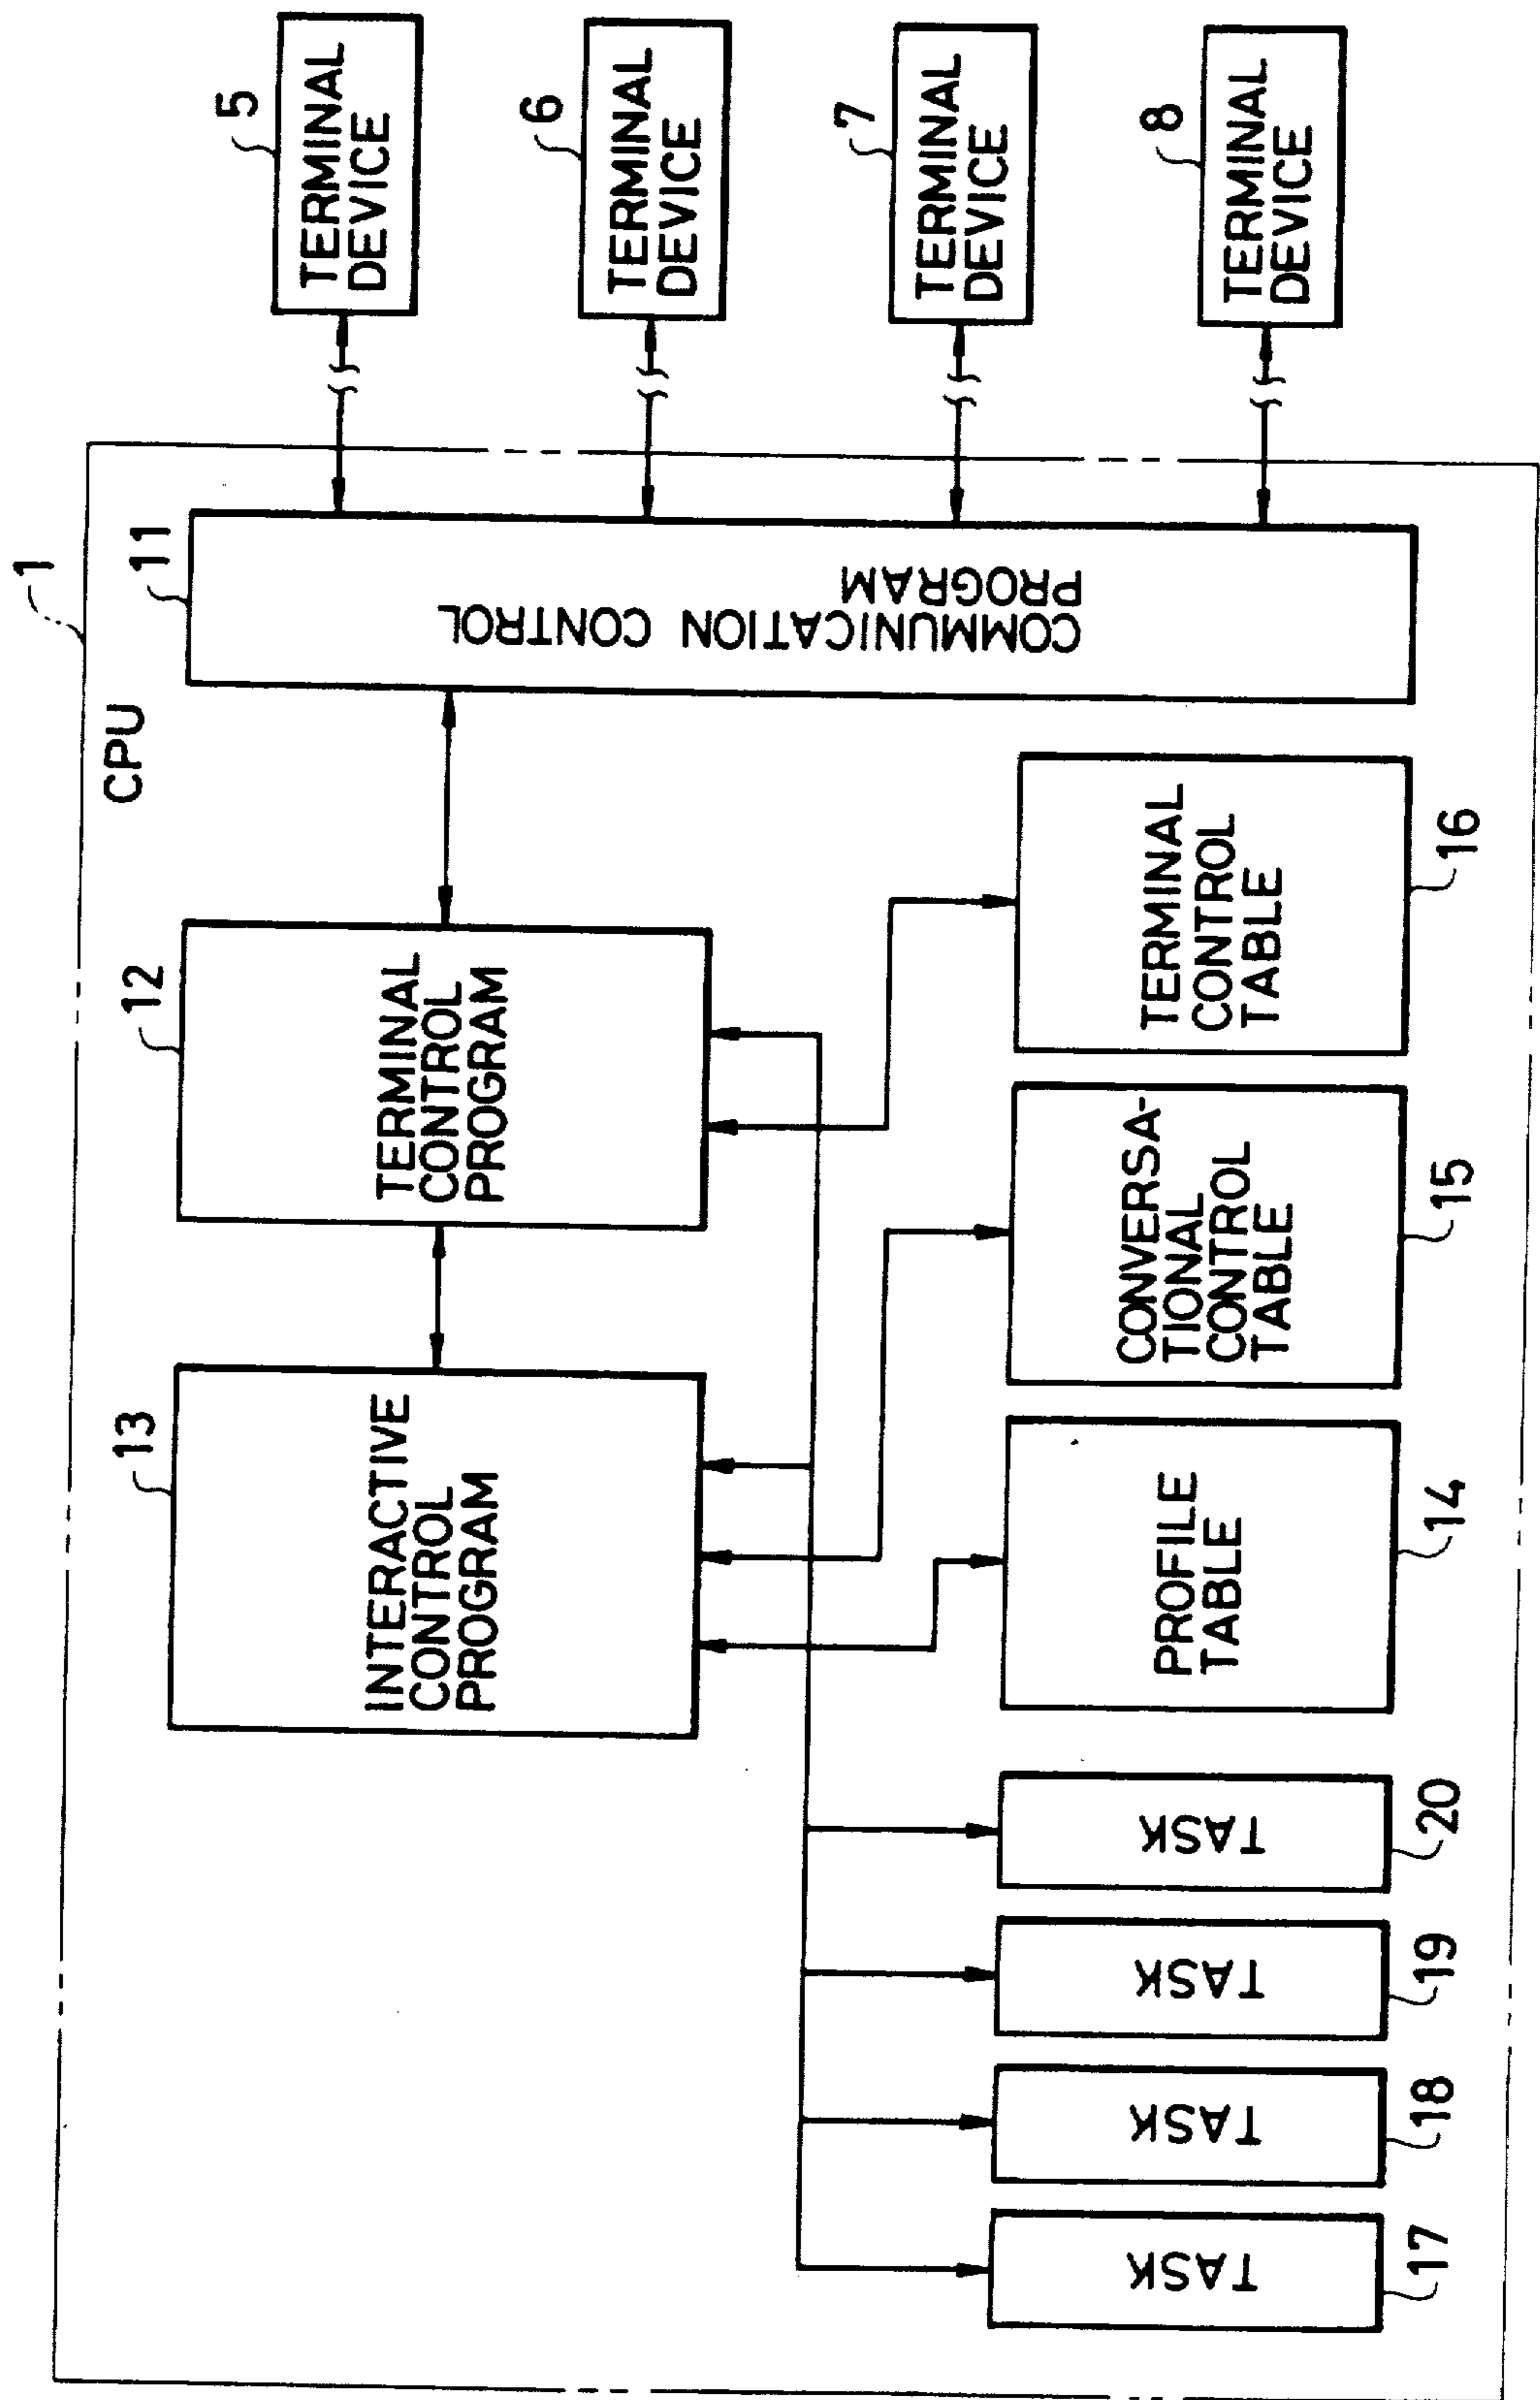 1
CPU
13
INTERACTIVE
CONTROL
PROGRAM
12
TERMINAL
CONTROL
PROGRAM
11
COMMUNICATION CONTROL
PROGRAM
5
TERMINAL
DEVICE
6
TERMINAL
DEVICE
7
TERMINAL
DEVICE
8
TERMINAL
DEVICE
TASK
17
TASK
18
TASK
19
TASK
20
PROFILE
TABLE
14
CONVERSA-
TIONAL
CONTROL
TABLE
15
TERMINAL
CONTROL
TABLE
16